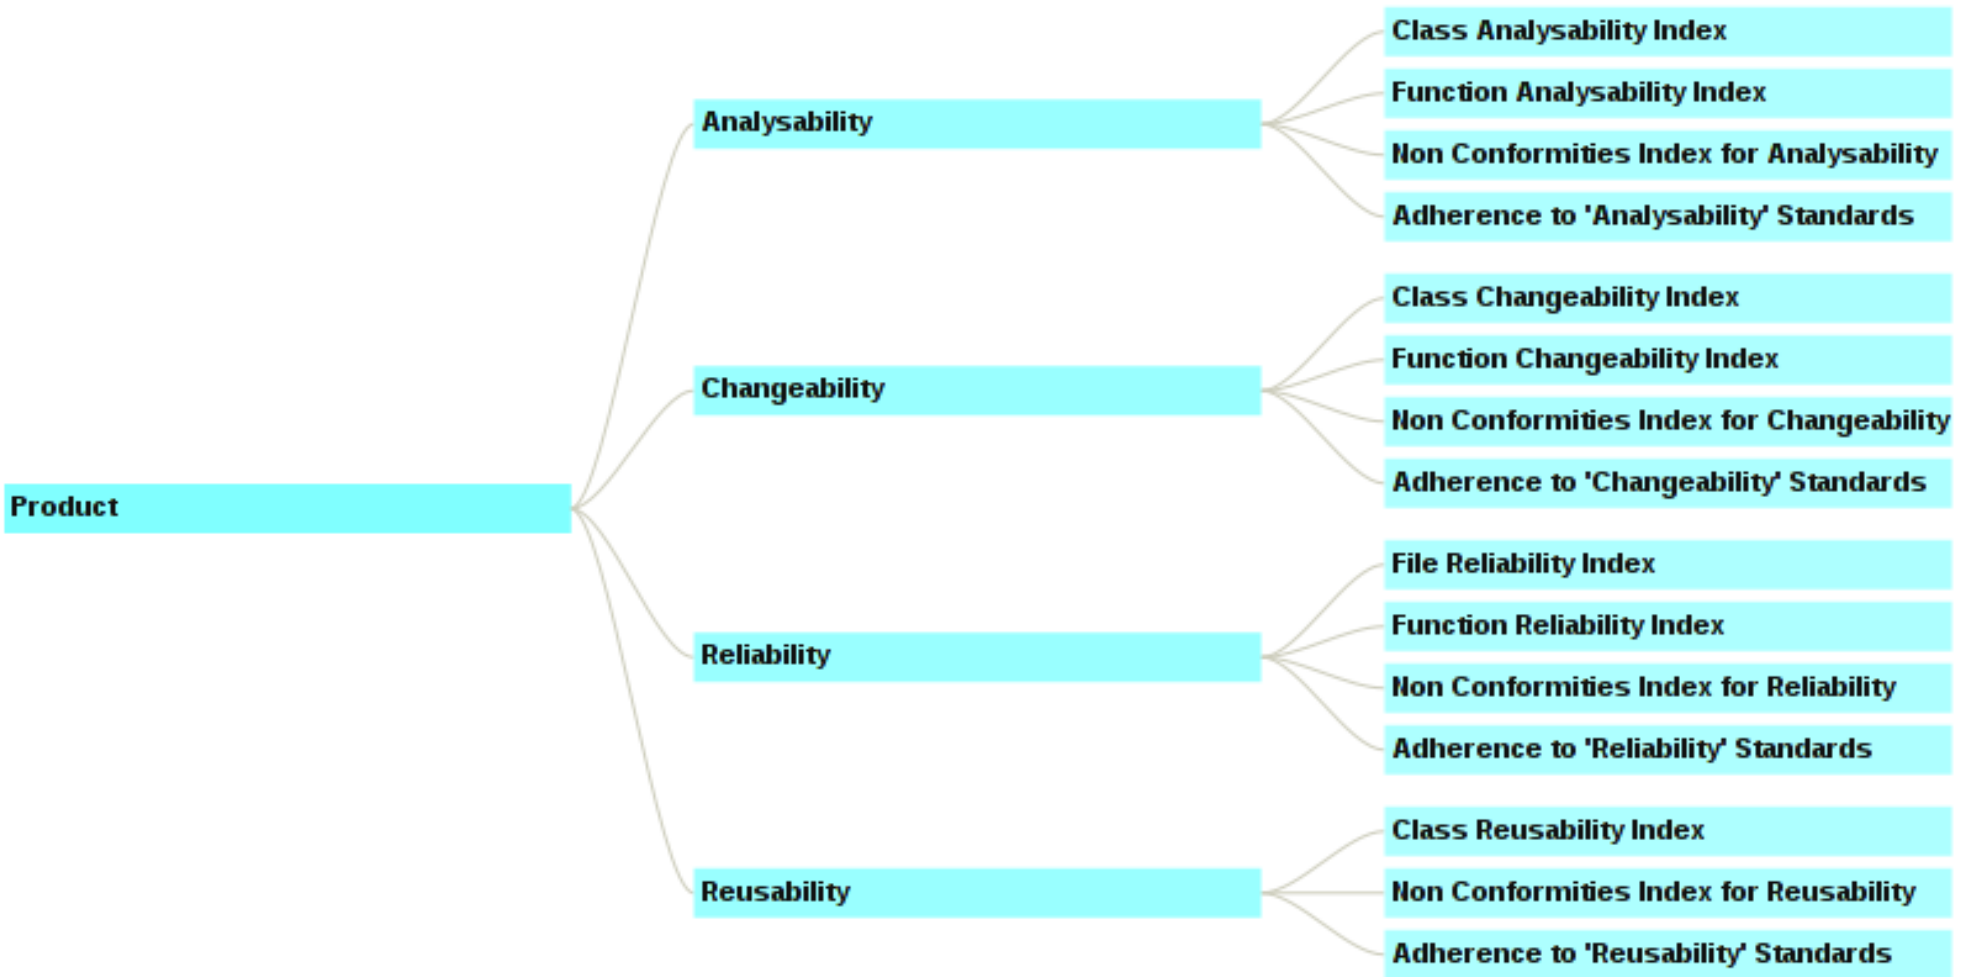 Product
Analysability
Class Analysability Index
Function Analysability Index
Non Conformities Index for Analysability
Adherence to 'Analysability' Standards
Changeability
Class Changeability Index
Function Changeability Index
Non Conformities Index for Changeability
Adherence to 'Changeability' Standards
Reliability
File Reliability Index
Function Reliability Index
Non Conformities Index for Reliability
Adherence to 'Reliability' Standards
Reusability
Class Reusability Index
Non Conformities Index for Reusability
Adherence to 'Reusability' Standards